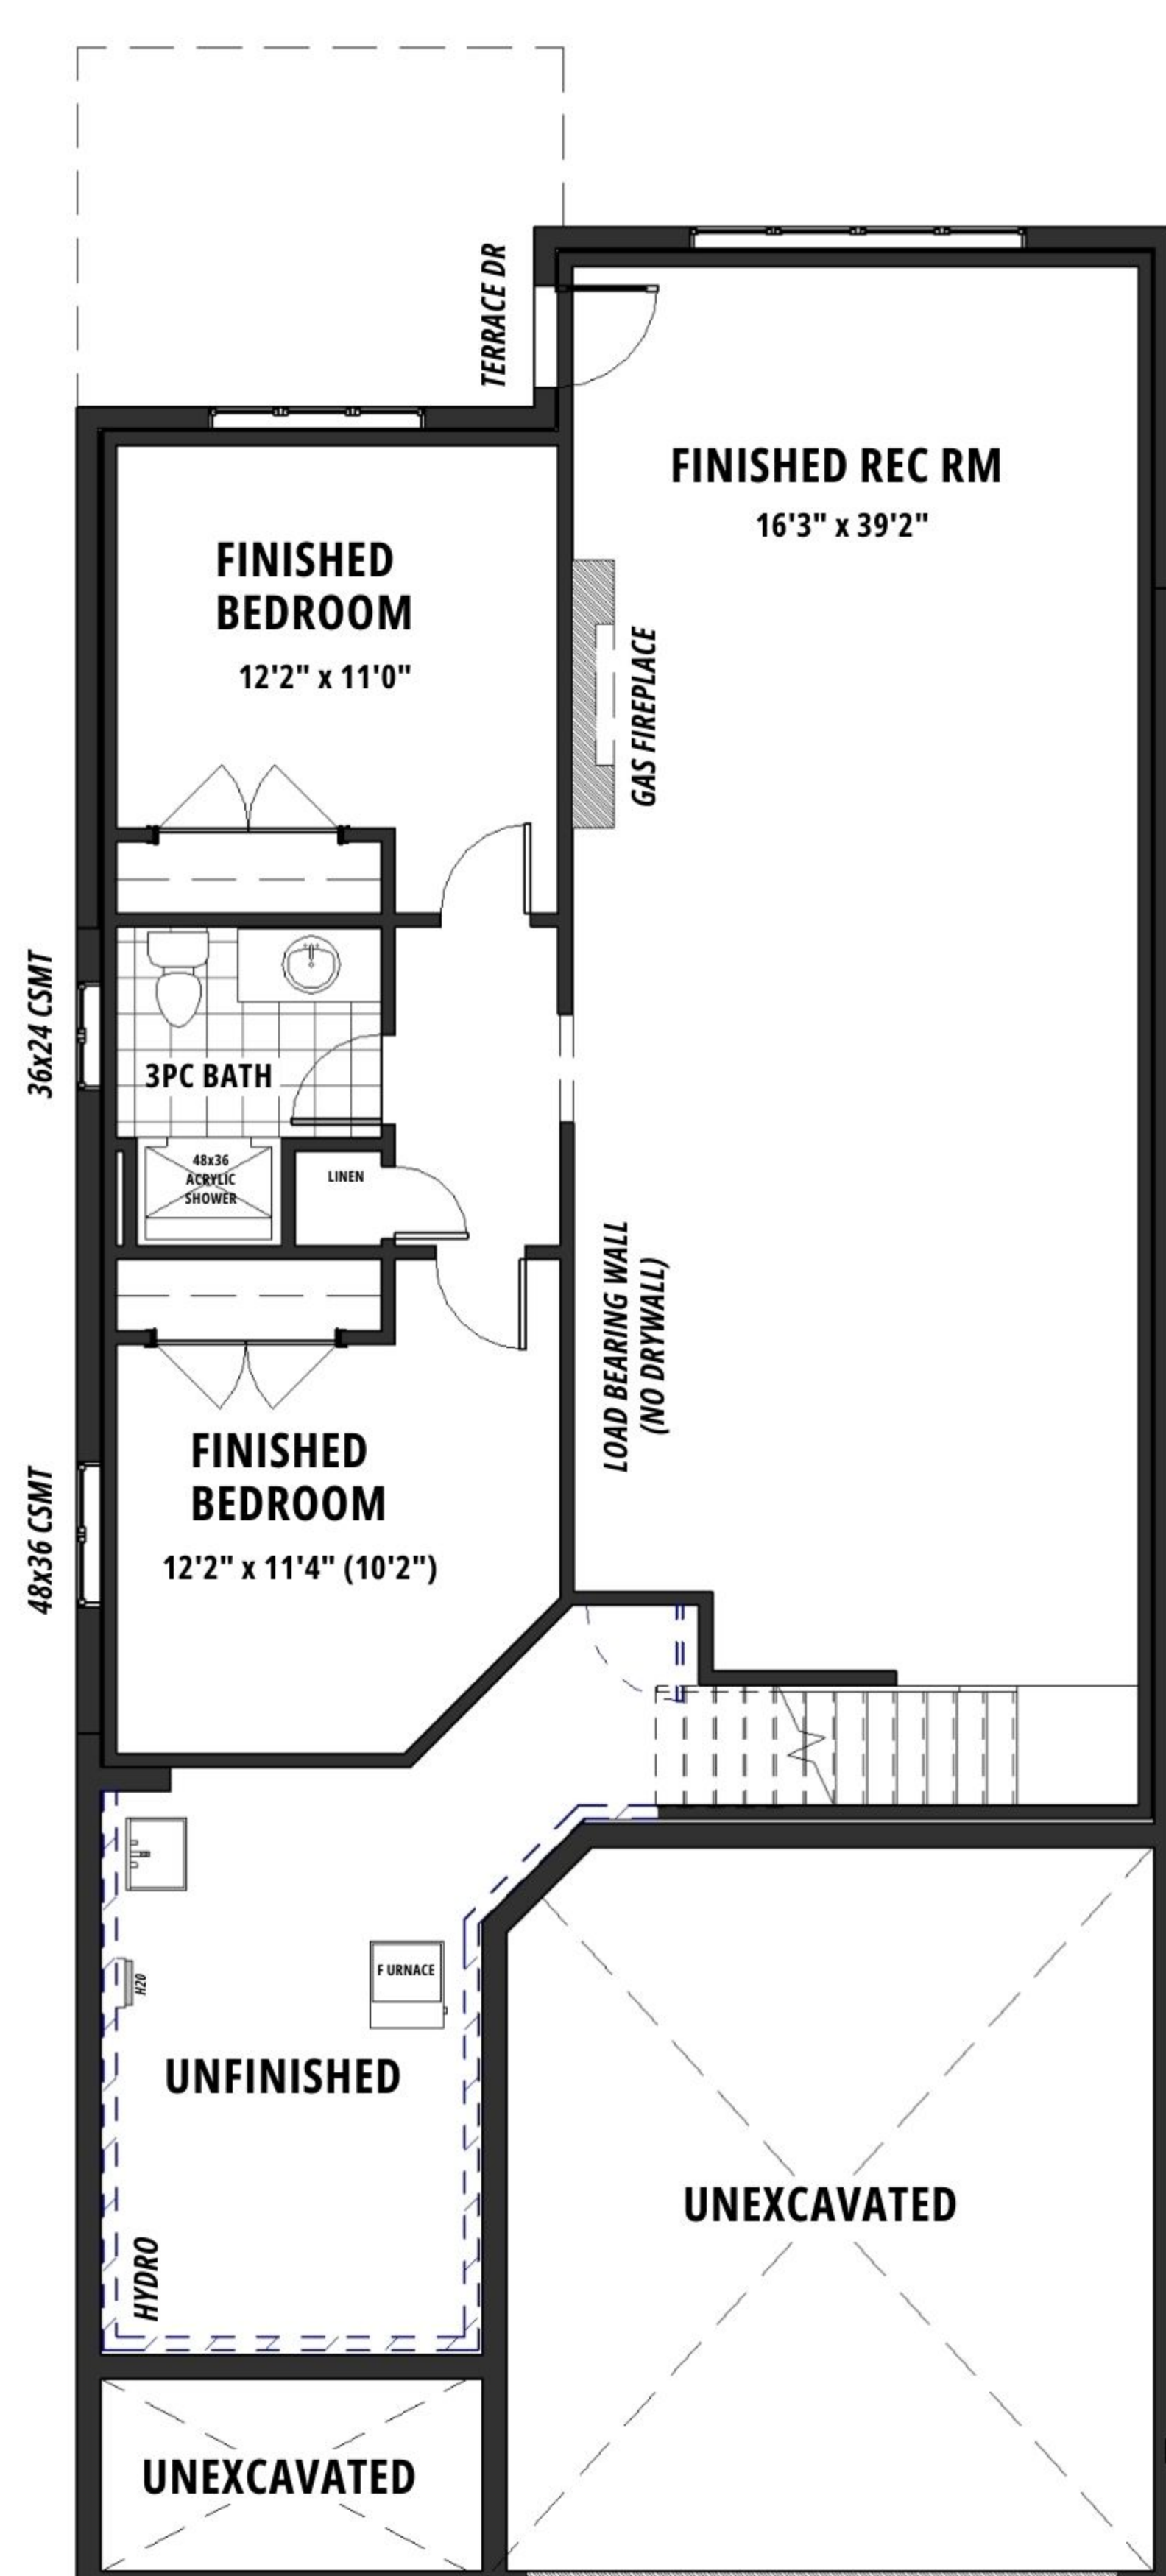 TERRACE DR
FINISHED REC RM
16'3" x 39'2"
FINISHED
BEDROOM
12'2" x 11'0"
GAS FIREPLACE
36x24 CSMT
3PC BATH
48x36
ACRYLIC
SHOWER
LINEN
LOAD BEARING WALL
(NO DRYWALL)
FINISHED
BEDROOM
12'2" x 11'4" (10'2")
48x36 CSMT
FURNACE
H20
UNFINISHED
HYDRO
UNEXCAVATED
UNEXCAVATED